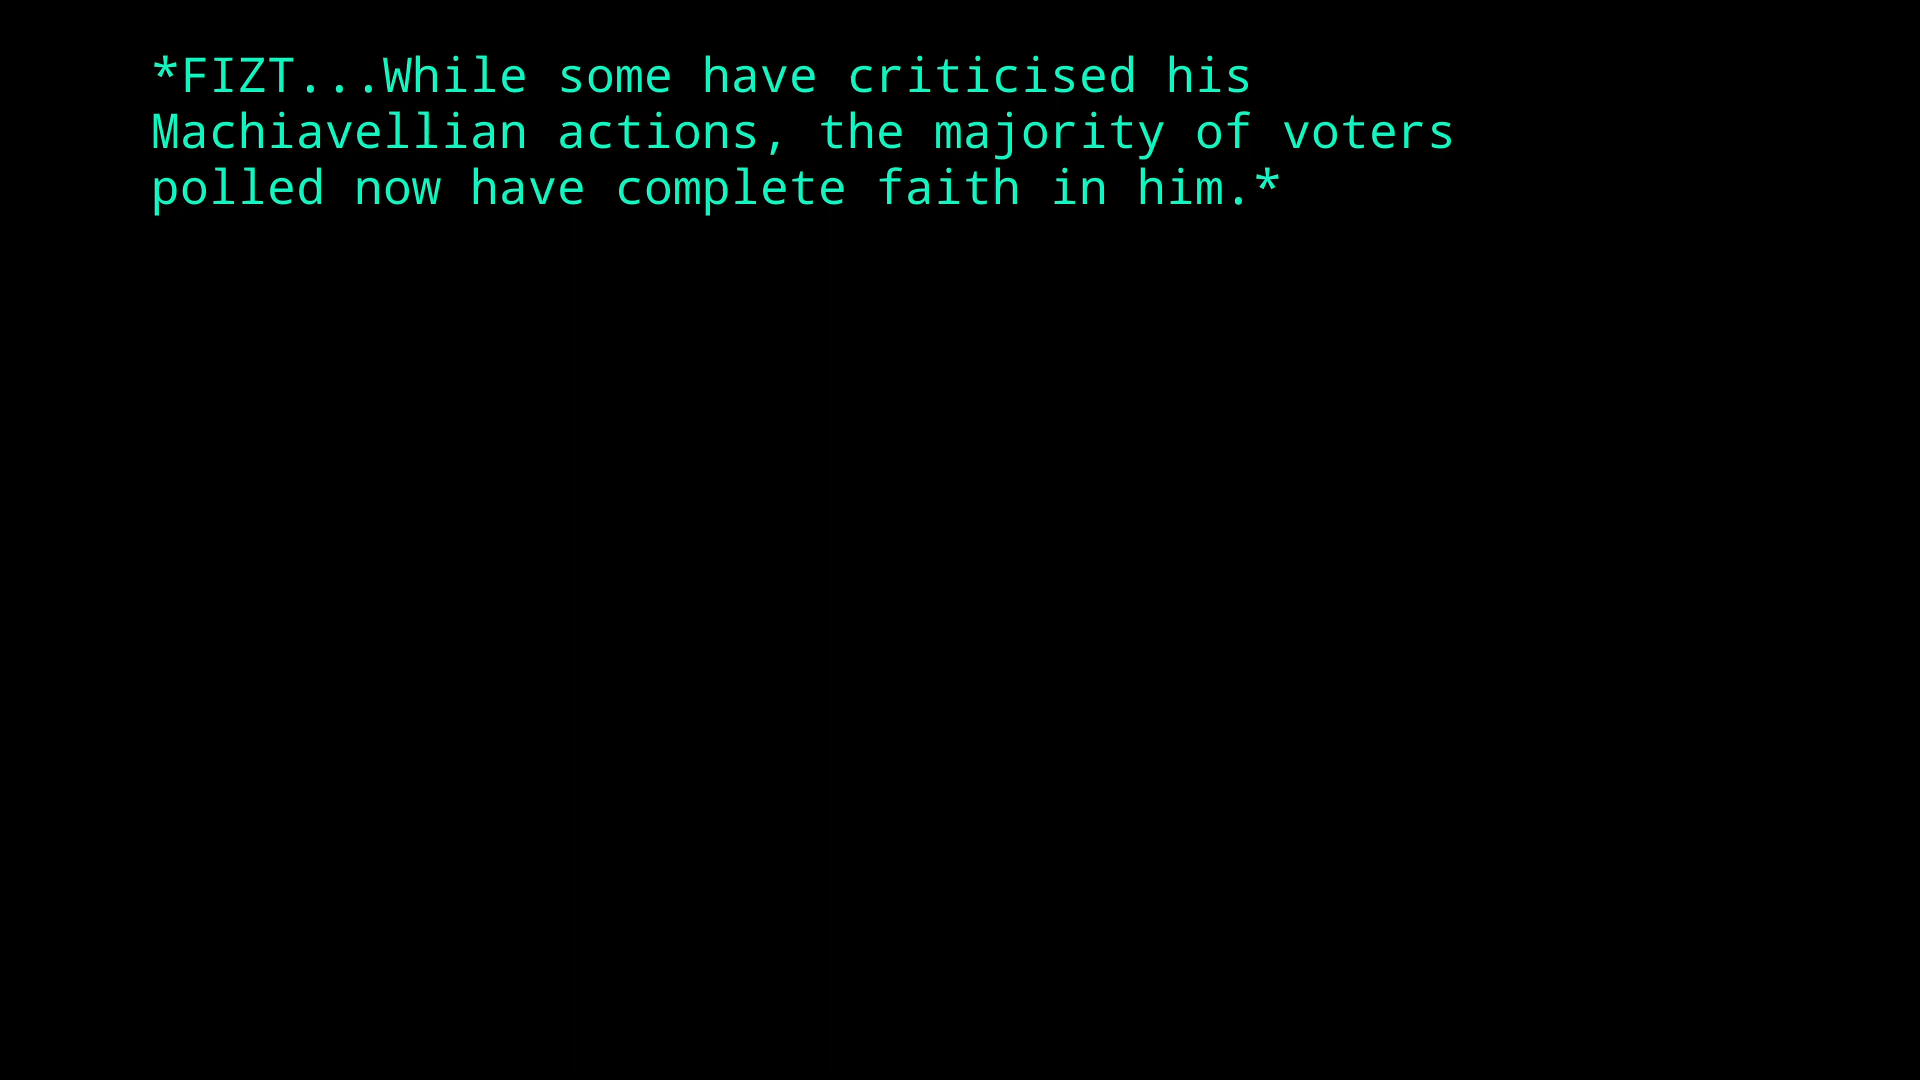 *FIZT...While some have criticised his
Machiavellian actions, the majority of voters
polled now have complete faith in him.*